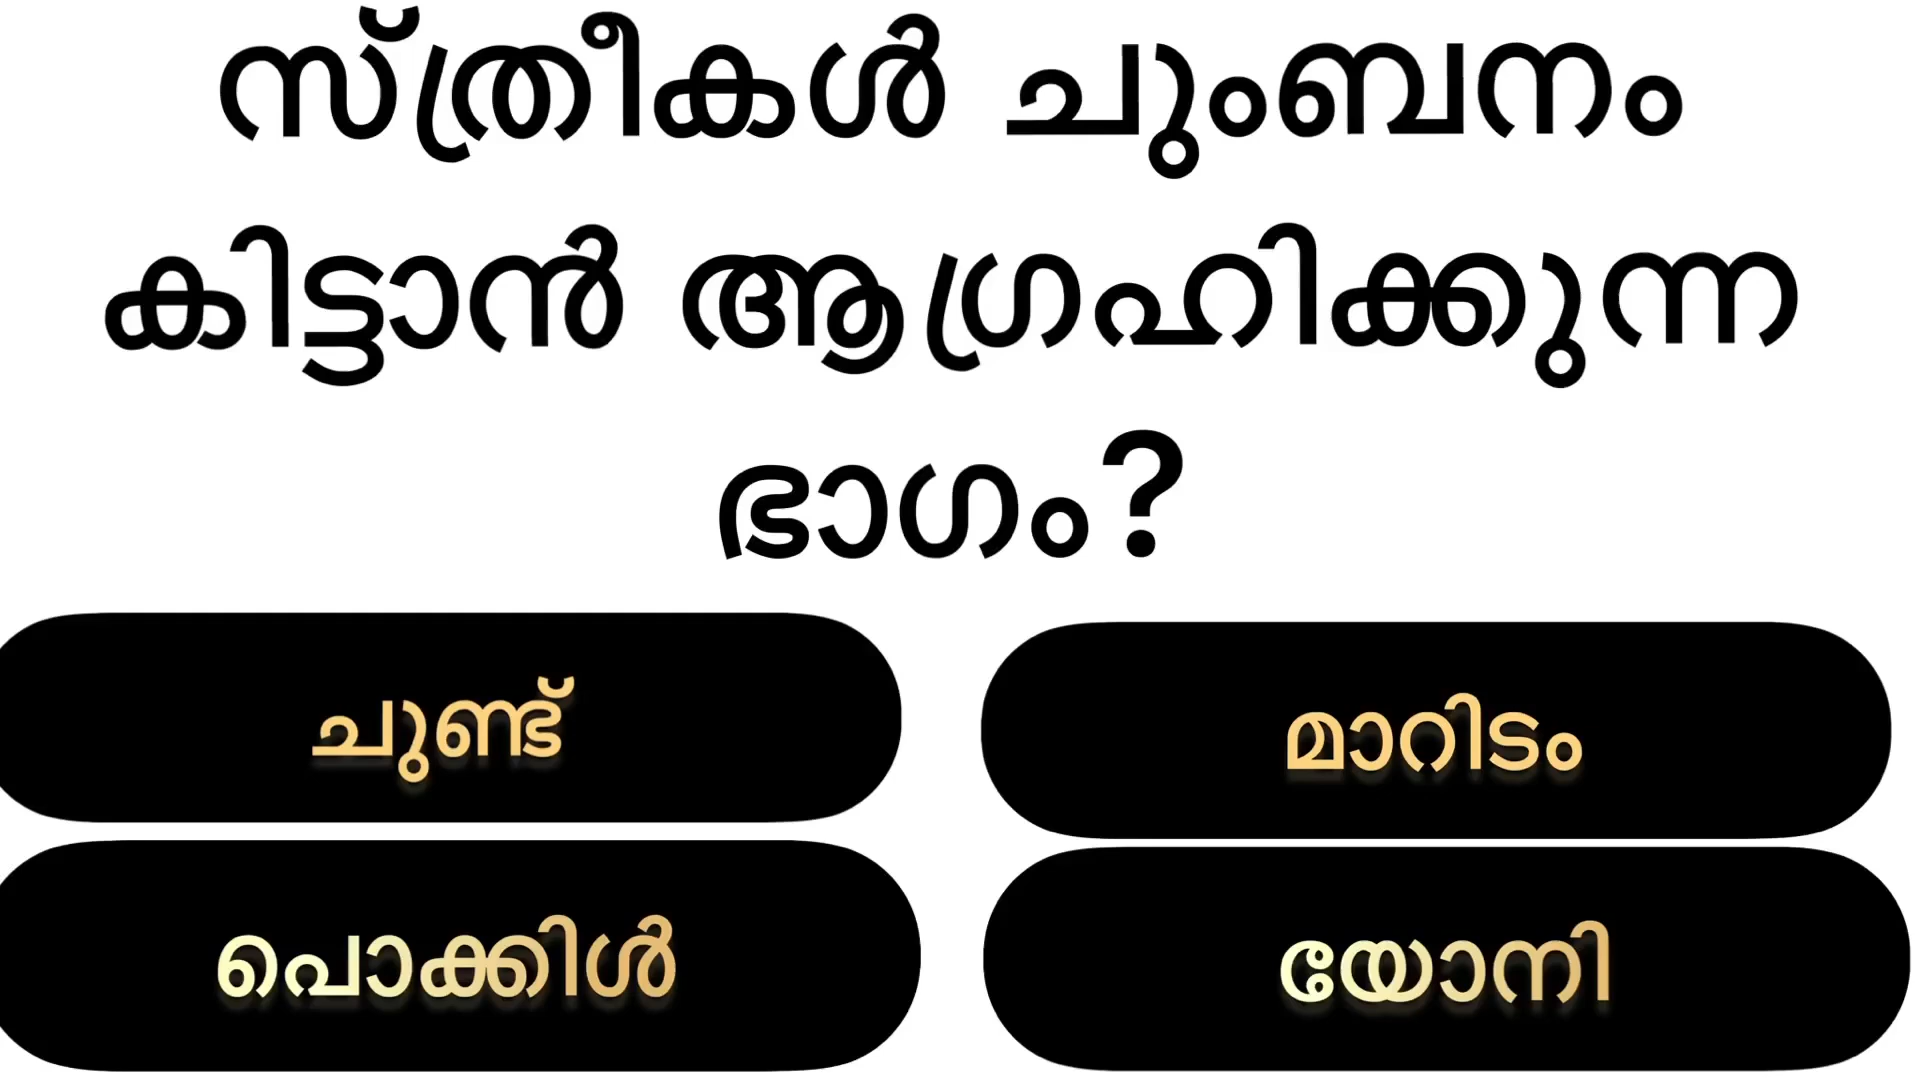 സ്ത്രീകൾ ചുംബനം
കിട്ടാൻ ആഗ്രഹിക്കുന്ന
ഭാഗം?
ചുണ്ട്
മാറിടം
പൊക്കിൾ
യോനി